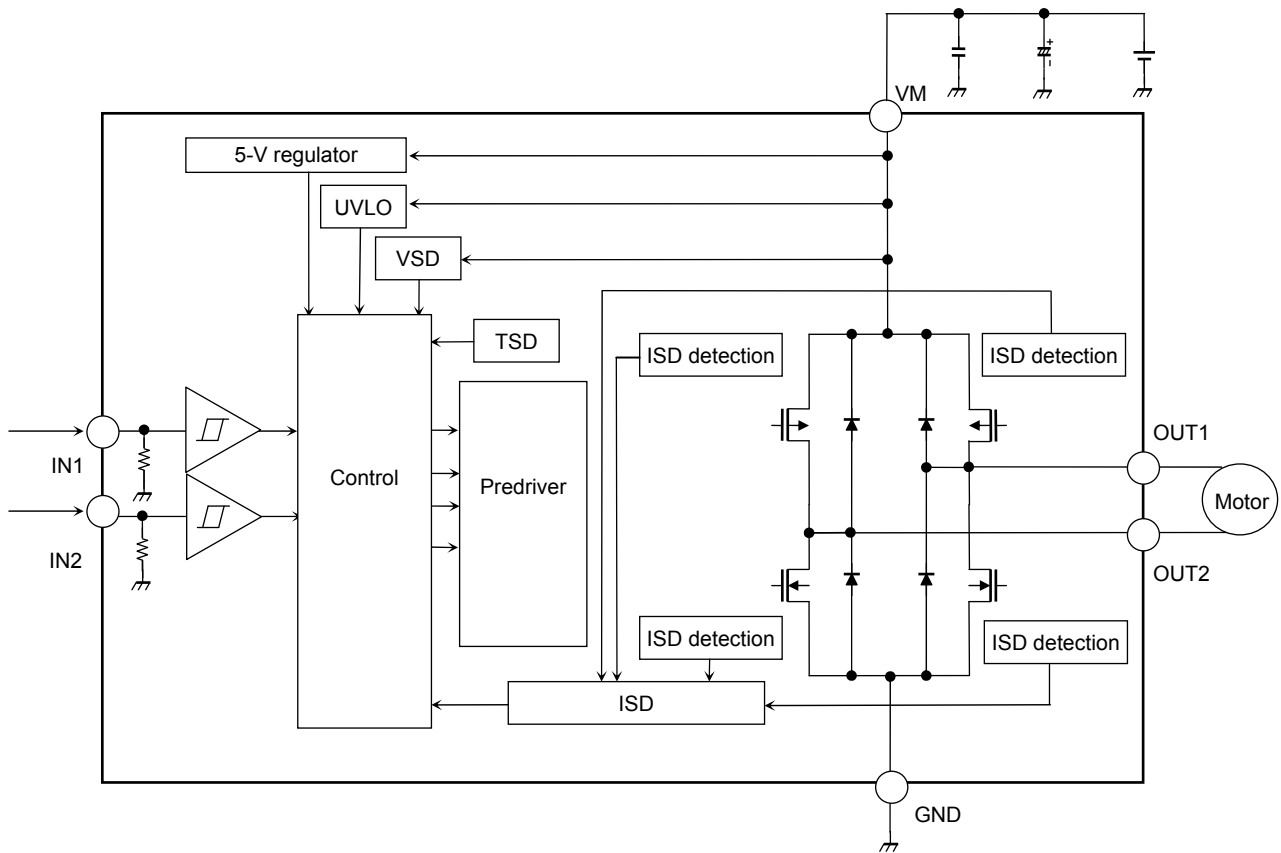 VM
5-V regulator
UVLO
VSD
TSD
ISD detection
ISD detection
OUT1
IN1
Control
Predriver
Motor
IN2
OUT2
ISD detection
ISD detection
ISD
GND
+
-